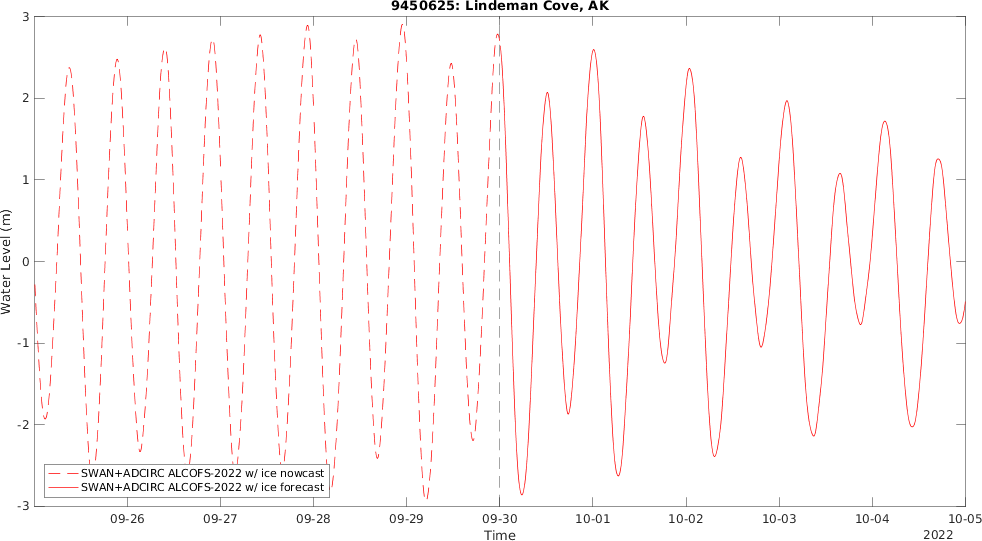 9450625: Lindeman Cove, AK
Water Level (m)
3
2
1
0
-1
-2
-3
SWAN+ADCIRC ALCOFS-2022 w/ ice nowcast
SWAN+ADCIRC ALCOFS-2022 w/ ice forecast
09-26 09-27 09-28 09-29 09-30 10-01 10-02 10-03 10-04 10-05
Time
2022